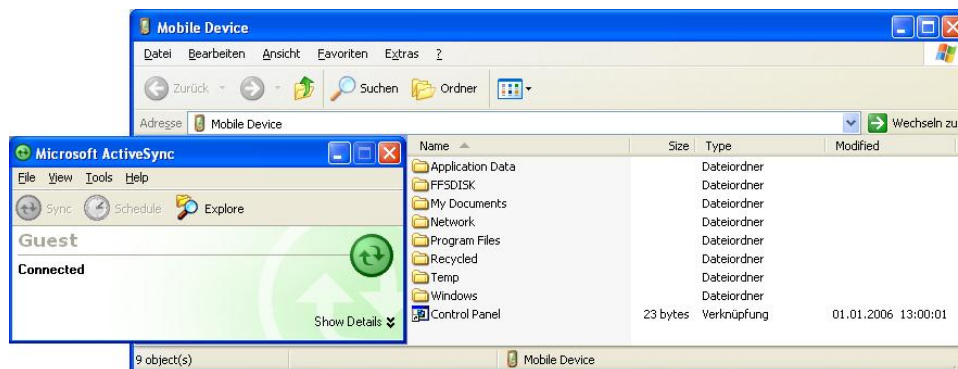 Mobile Device
Datei Bearbeiten Ansicht Favoriten Extras ?
Zurück Suchen Ordner
Adresse Mobile Device Wechseln zu
Microsoft ActiveSync
File View Tools Help
Sync Schedule Explore
Guest
Connected
Show Details
Name Size Type Modified
Application Data Dateiordner
FFSDISK Dateiordner
My Documents Dateiordner
Network Dateiordner
Program Files Dateiordner
Recycled Dateiordner
Temp Dateiordner
Windows Dateiordner
Control Panel 23 bytes Verknüpfung 01.01.2006 13:00:01
9 object(s) Mobile Device